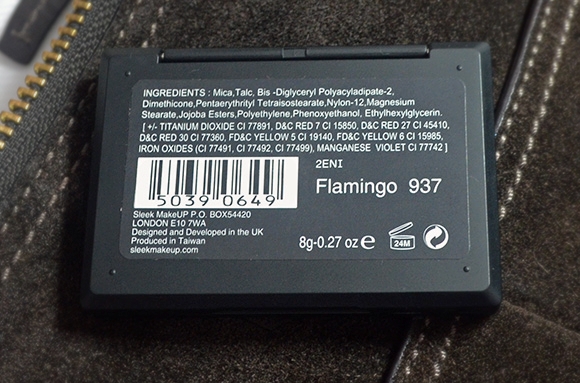 INGREDIENTS : Mica,Talc, Bis -Diglyceryl Polyacyladipate-2,
Dimethicone,Pentaerythrityl Tetraisostearate,Nylon-12,Magnesium
Stearate,Jojoba Esters,Polyethylene,Phenoxyethanol, Ethylhexylglycerin.
[ +/- TITANIUM DIOXIDE CI 77891, D&C RED 7 CI 15850, D&C RED 27 CI 45410,
D&C RED 30 CI 77360, FD&C YELLOW 5 CI 19140, FD&C YELLOW 6 CI 15985,
IRON OXIDES (CI 77491, CI 77492, CI 77499), MANGANESE VIOLET CI 77742 ]
5039 0649
2ENI
Flamingo 937
Sleek MakeUP P.O. BOX54420
LONDON E10 7WA
Designed and Developed in the UK
Produced in Taiwan
sleekmakeup.com
8g-0.27 oz e
24M